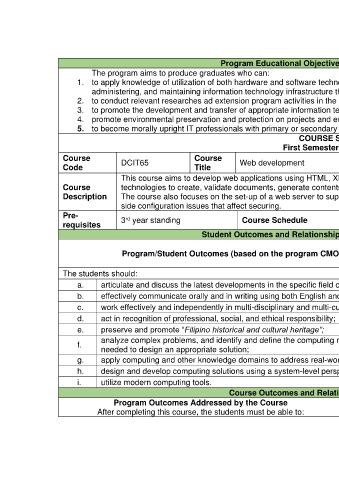 Program Educational Objective
The program aims to produce graduates who can:
1. to apply knowledge of utilization of both hardware and software techn
administering, and maintaining information technology infrastructure th
2. to conduct relevant researches ad extension program activities in the
3. to promote the development and transfer of appropriate information te
4. promote environmental preservation and protection on projects and e
5. to become morally upright IT professionals with primary or secondary
COURSE S
First Semester
Course Code DCIT65 Course Title Web development
Course Description
This course aims to develop web applications using HTML, X
technologies to create, validate documents, generate content
The course also focuses on the set-up of a web server to sup
side configuration issues that affect securing.
Pre-requisites 3rd year standing Course Schedule
Student Outcomes and Relationship
Program/Student Outcomes (based on the program CMO
The students should:
a. articulate and discuss the latest developments in the specific field o
b. effectively communicate orally and in writing using both English and
c. work effectively and independently in multi-disciplinary and multi-cu
d. act in recognition of professional, social, and ethical responsibility;
e. preserve and promote "Filipino historical and cultural heritage";
f. analyze complex problems, and identify and define the computing r
needed to design an appropriate solution;
g. apply computing and other knowledge domains to address real-wor
h. design and develop computing solutions using a system-level persp
i. utilize modern computing tools.
Course Outcomes and Relati
Program Outcomes Addressed by the Course
After completing this course, the students must be able to: